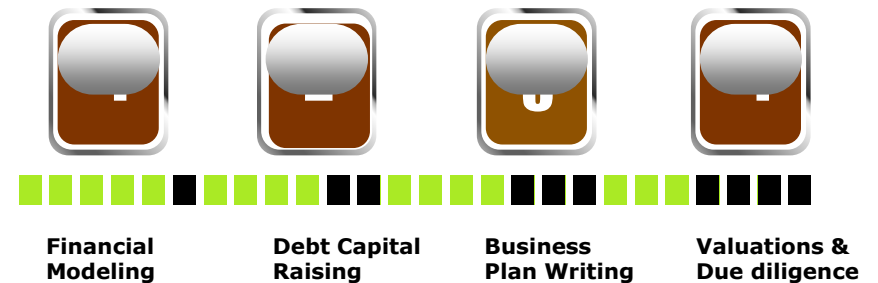 Financial
Modeling
Debt Capital
Raising
Business
Plan Writing
Valuations &
Due diligence